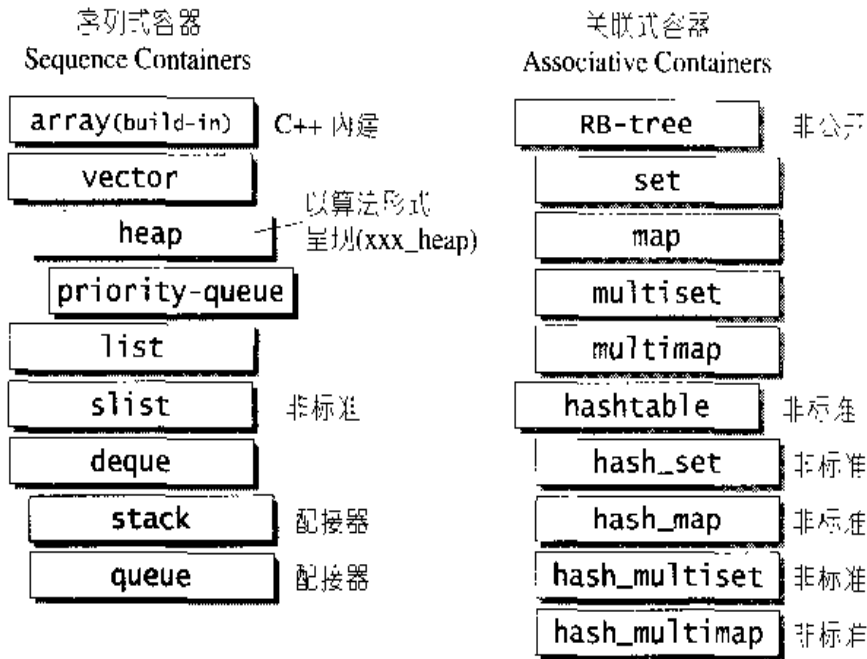 序列式容器
Sequence Containers
array(build-in) C++ 内建
vector
heap
以算法形式
呈现(xxx_heap)
priority-queue
list
slist 非标准
deque
stack 配接器
queue 配接器
关联式容器
Associative Containers
RB-tree 非公开
set
map
multiset
multimap
hashtable 非标准
hash_set 非标准
hash_map 非标准
hash_multiset 非标准
hash_multimap 非标准